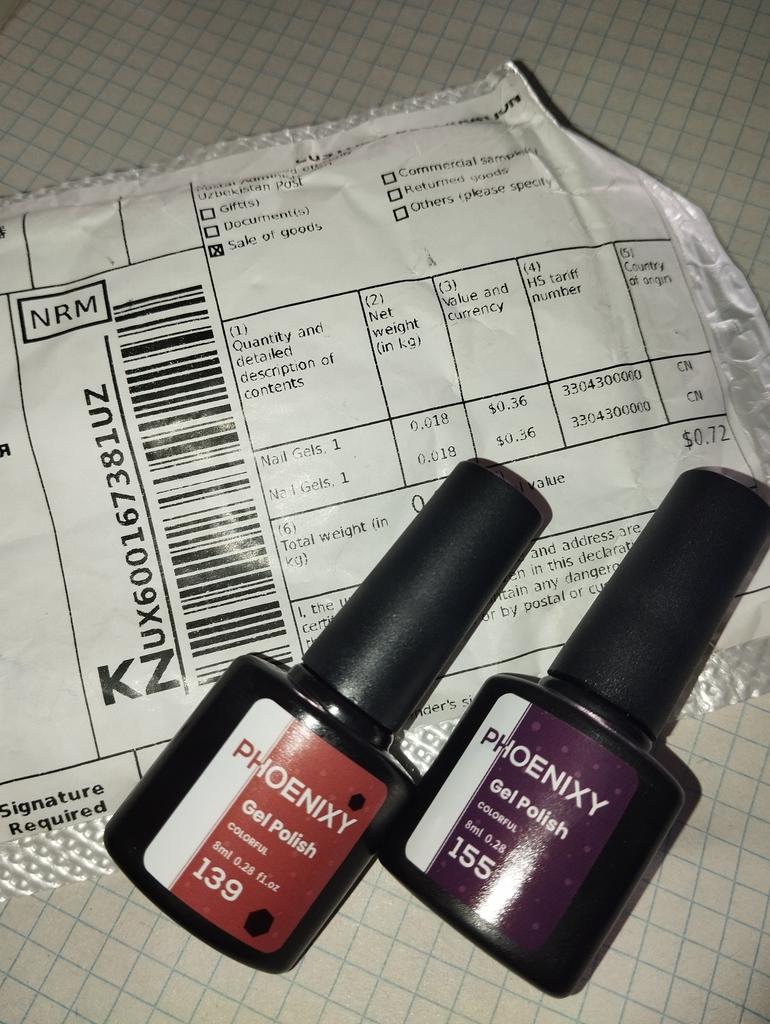 Uzbekistan Post
Gift(s)
Document(s)
Sale of goods
Commercial sample
Returned goods
Others (please specify
NRM
UX600167381UZ
KZ
(1)
Quantity and
detailed
description of
contents
(2)
Net
weight
(in kg)
(3)
Value and
currency
(4)
HS tariff
number
(5)
Country
of origin
Nail Gels, 1 0.018 $0.36 3304300000 CN
Nail Gels, 1 0.018 $0.36 3304300000 CN
$0.72
(6)
Total weight (in
kg)
0.
value
I, the
and address are
in this declarati
any danger
or by postal or cu
Signature
Required
PHOENIXY
Gel Polish
COLORFUL
8ml 0.28 fl.oz
139
PHOENIXY
Gel Polish
COLORFUL
8ml 0.28
155